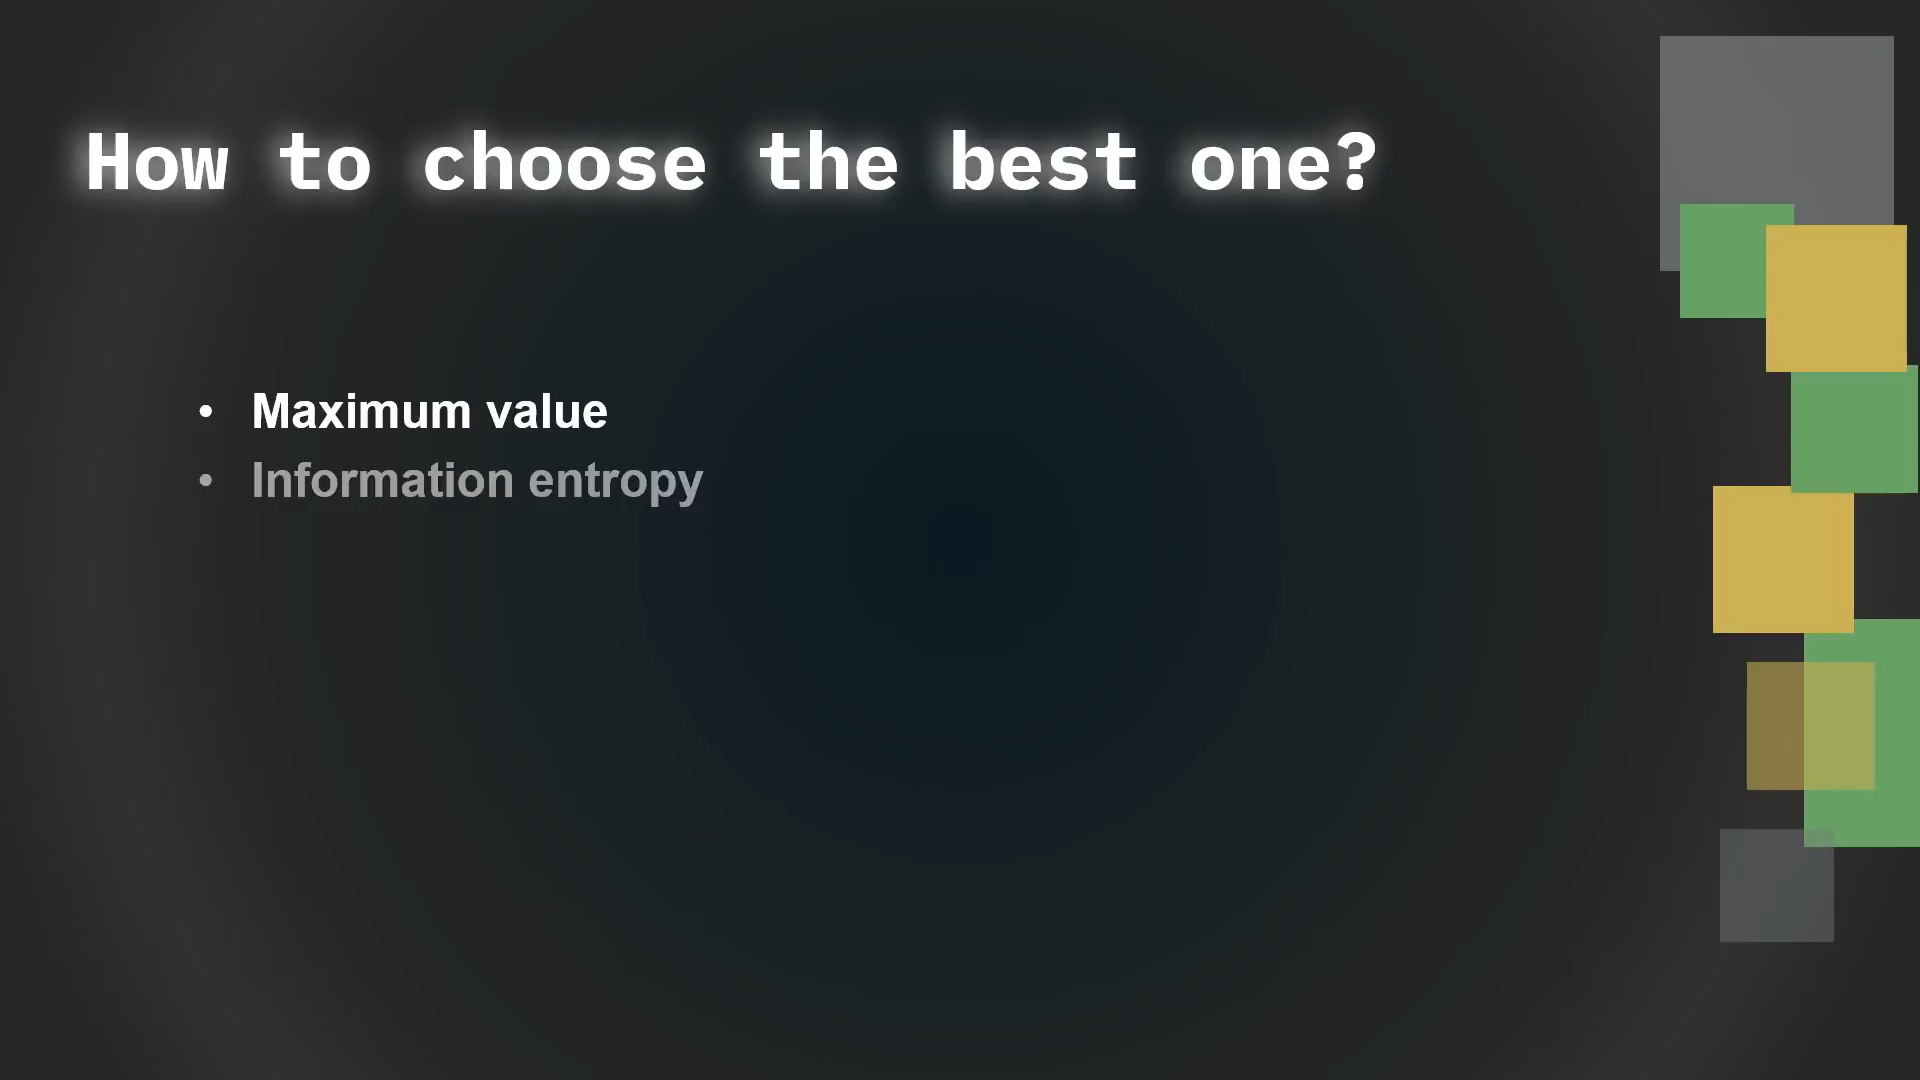 How to choose the best one?
• Maximum value
• Information entropy